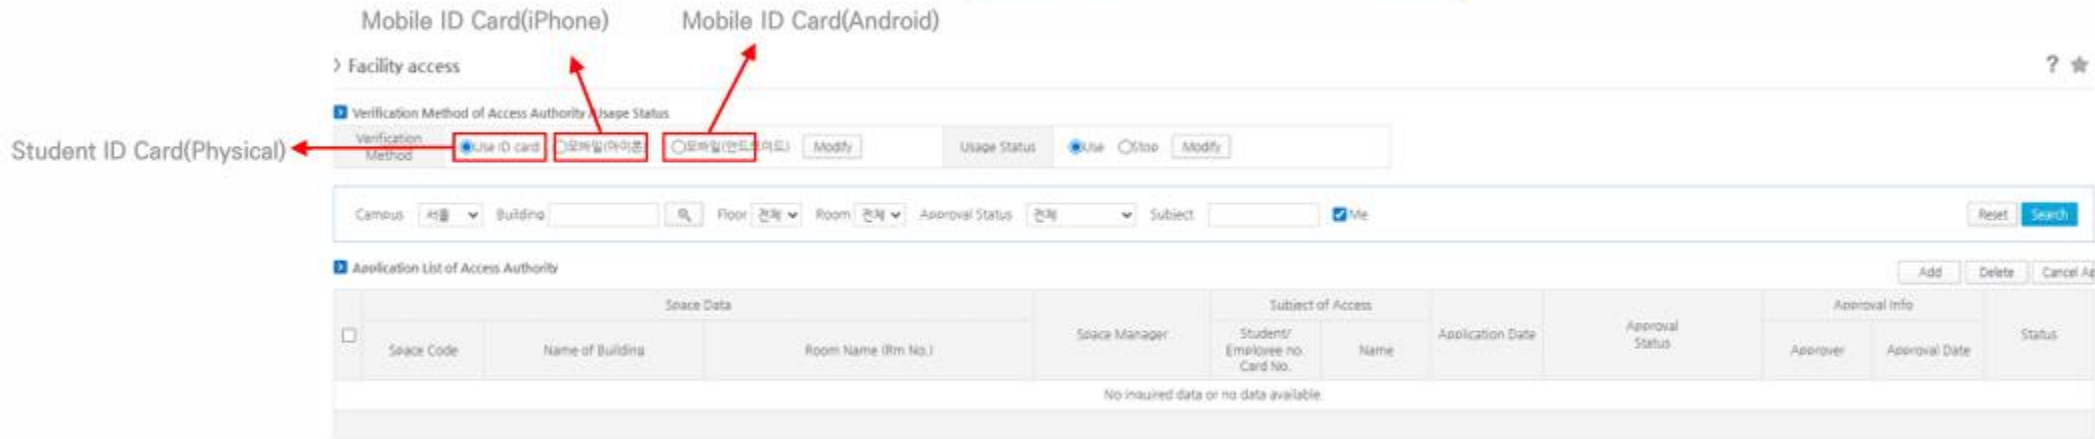 Mobile ID Card(iPhone) Mobile ID Card(Android)
Facility access
Verification Method of Access Authority / Usage Status
Student ID Card(Physical)
Verification Method Use ID card 모바일(아이폰) 모바일(안드로이드) Modify Usage Status Use Stop Modify
Campus 서울 Building Floor 전체 Room 전체 Approval Status 전체 Subject Me Reset Search
Application List of Access Authority Add Delete Cancel
Space Data Subject of Access Approval Info
Space Code Name of Building Room Name (Rm No.) Space Manager Student/ Employee no. Card No. Name Application Date Approval Status Approver Approval Date Status
No inquired data or no data available.